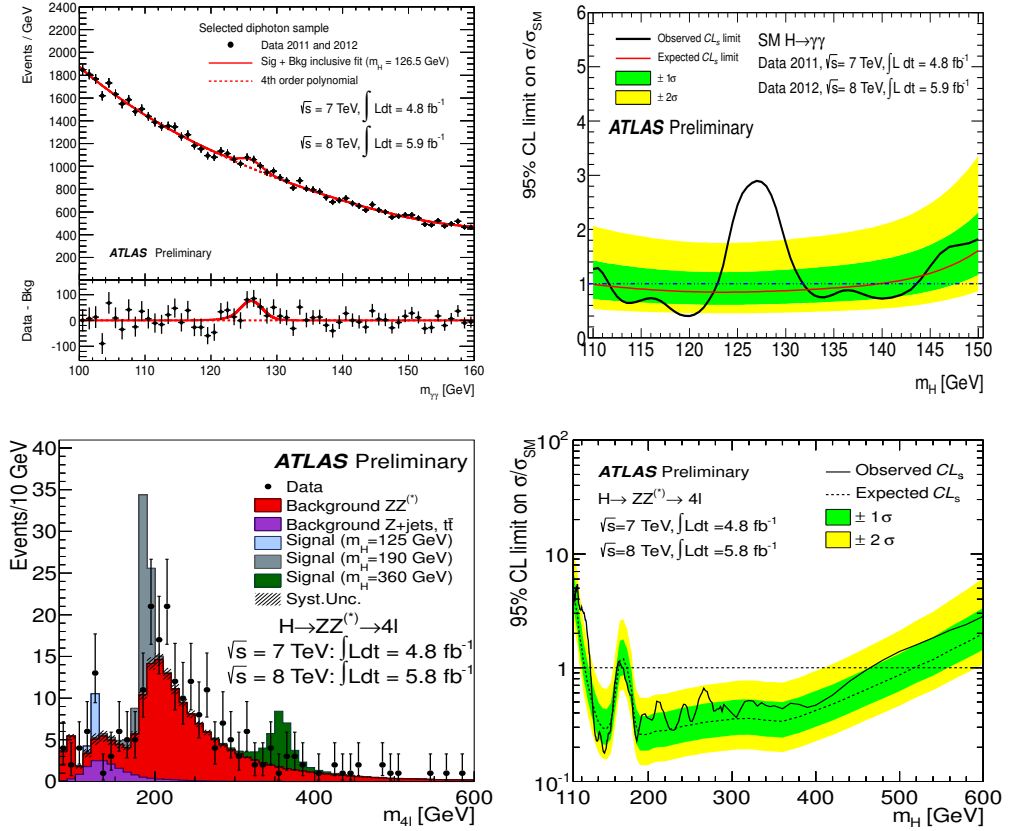 Events / GeV
2400
2200
2000
1800
1600
1400
1200
1000
800
600
400
200
0
Selected diphoton sample
Data 2011 and 2012
Sig + Bkg inclusive fit (m_H = 126.5 GeV)
4th order polynomial
√s = 7 TeV, ∫ Ldt = 4.8 fb⁻¹
√s = 8 TeV, ∫ Ldt = 5.9 fb⁻¹
ATLAS Preliminary
Data - Bkg
100
0
-100
100 110 120 130 140 150 160
m_γγ [GeV]
95% CL limit on σ/σ_SM
6
5
4
3
2
1
0
Observed CL_s limit
Expected CL_s limit
± 1σ
± 2σ
SM H→γγ
Data 2011, √s= 7 TeV, ∫L dt = 4.8 fb⁻¹
Data 2012, √s= 8 TeV, ∫L dt = 5.9 fb⁻¹
ATLAS Preliminary
110 115 120 125 130 135 140 145 150
m_H [GeV]
Events/10 GeV
40
35
30
25
20
15
10
5
0
ATLAS Preliminary
Data
Background ZZ(*)
Background Z+jets, tt̄
Signal (m_H=125 GeV)
Signal (m_H=190 GeV)
Signal (m_H=360 GeV)
Syst.Unc.
H→ZZ(*)→4l
√s = 7 TeV: ∫Ldt = 4.8 fb⁻¹
√s = 8 TeV: ∫Ldt = 5.8 fb⁻¹
200 400 600
m_4l [GeV]
95% CL limit on σ/σ_SM
10²
10
1
10⁻¹
ATLAS Preliminary
H→ ZZ(*) → 4l
√s=7 TeV, ∫Ldt =4.8 fb⁻¹
√s=8 TeV, ∫Ldt =5.8 fb⁻¹
Observed CL_s
Expected CL_s
± 1 σ
± 2 σ
110 200 300 400 500 600
m_H [GeV]